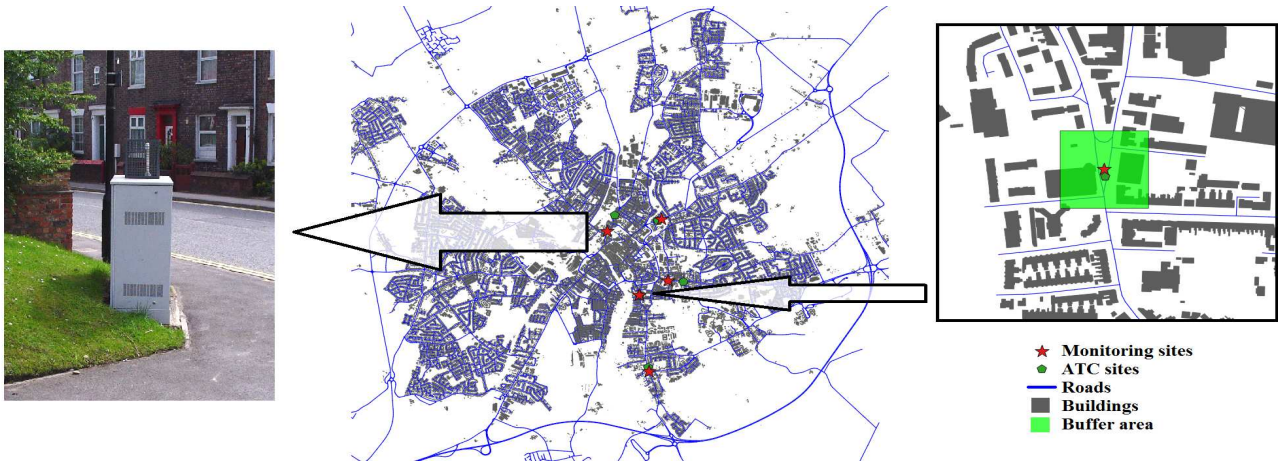 Monitoring sites
ATC sites
Roads
Buildings
Buffer area